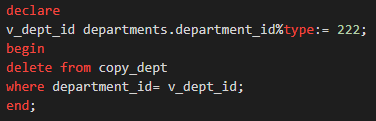 declare
v_dept_id departments.department_id%type:= 222;
begin
delete from copy_dept
where department_id= v_dept_id;
end;